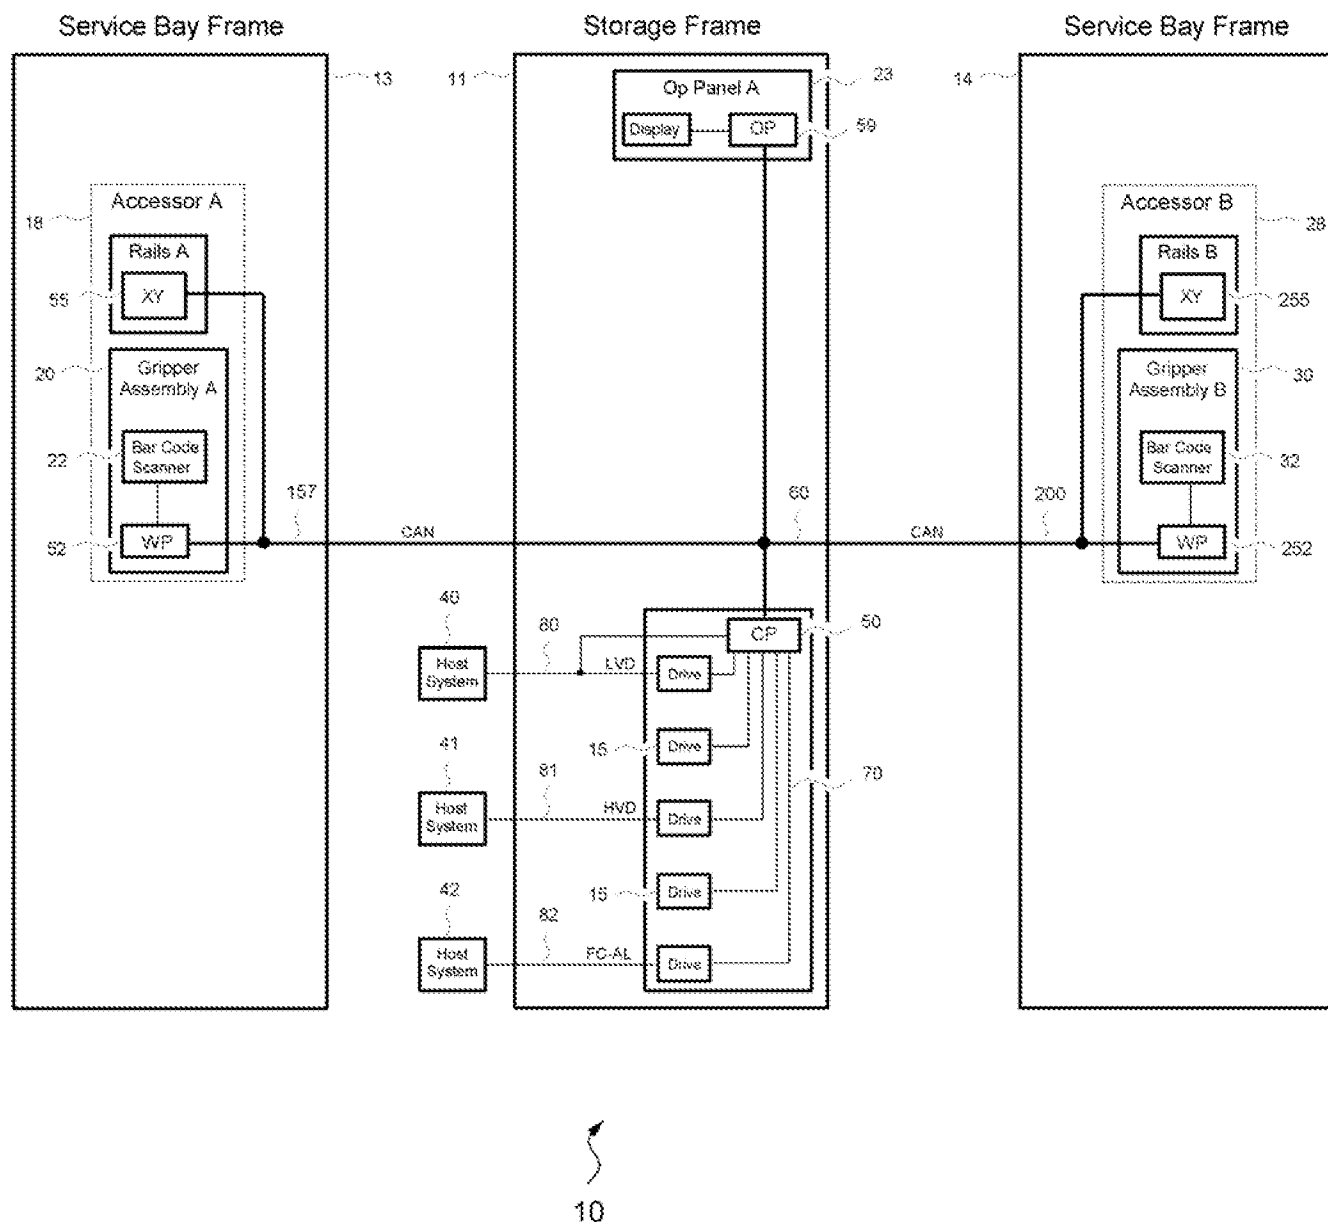 Service Bay Frame
Storage Frame
Service Bay Frame
13
11
Op Panel A
23
14
Display
OP
59
18
Accessor A
Rails A
XY
55
20
Gripper
Assembly A
22
Bar Code
Scanner
52
WP
157
CAN
60
CAN
200
Accessor B
28
Rails B
XY
255
Gripper
Assembly B
30
Bar Code
Scanner
32
WP
252
40
Host
System
80
LVD
CP
50
Drive
15
Drive
70
41
Host
System
81
HVD
Drive
15
Drive
42
Host
System
82
FC-AL
Drive
10